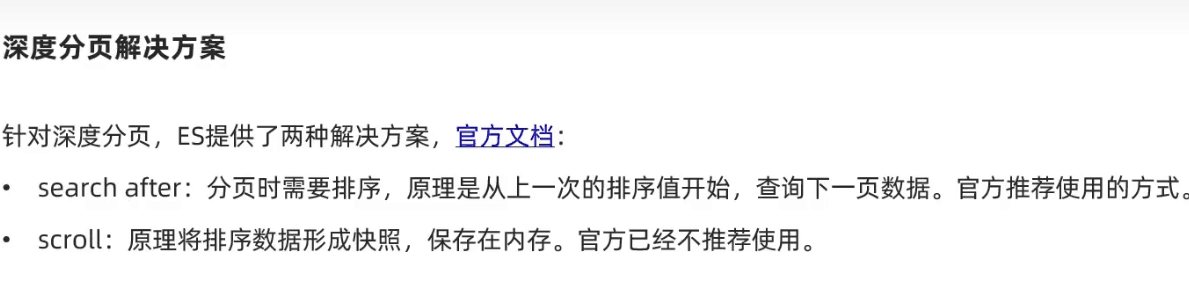 深度分页解决方案
针对深度分页，ES提供了两种解决方案，官方文档：
• search after：分页时需要排序，原理是从上一次的排序值开始，查询下一页数据。官方推荐使用的方式。
• scroll：原理将排序数据形成快照，保存在内存。官方已经不推荐使用。